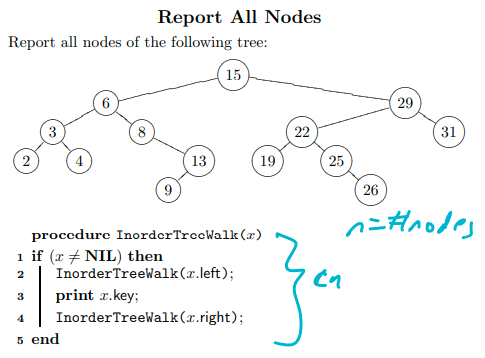 Report All Nodes
Report all nodes of the following tree:
15
6 29
3 8 22 31
2 4 13 19 25
9 26
n=#nodes
procedure InorderTreeWalk(x)
1 if (x ≠ NIL) then
2 InorderTreeWalk(x.left);
3 print x.key;
4 InorderTreeWalk(x.right);
5 end
cn